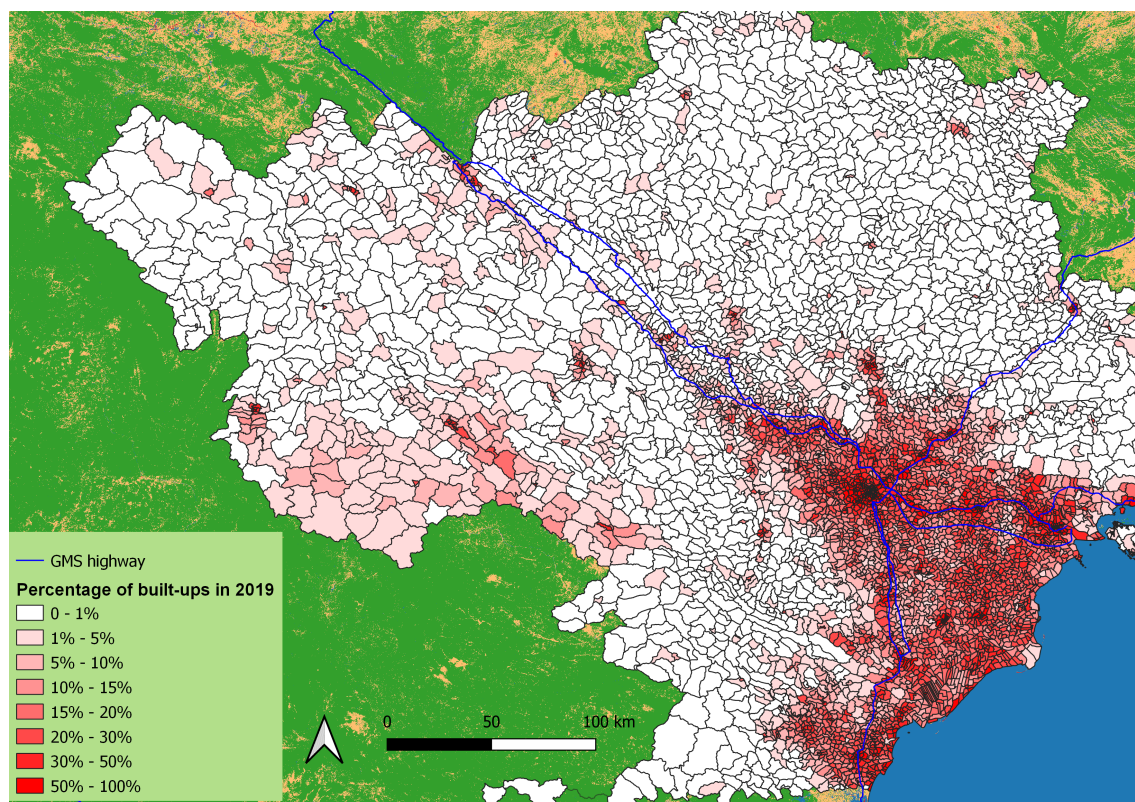 GMS highway
Percentage of built-ups in 2019
0 - 1%
1% - 5%
5% - 10%
10% - 15%
15% - 20%
20% - 30%
30% - 50%
50% - 100%
0 50 100 km